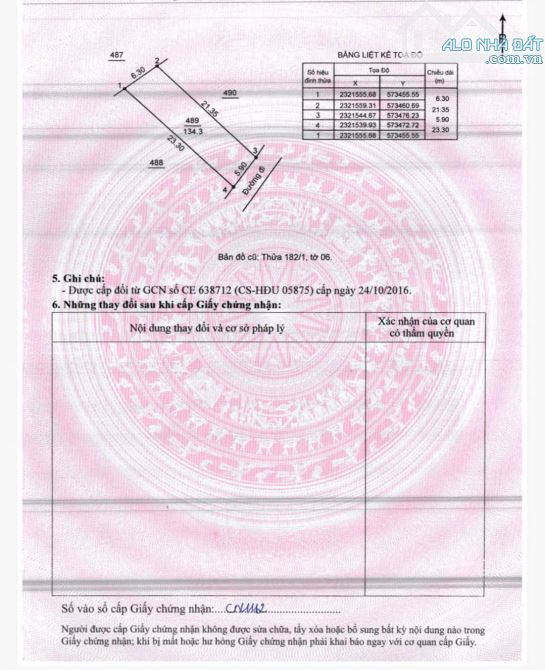 ALO NHÀ ĐẤT
.com.vn
487
2
6.30
1
490
21.35
489
134.3
23.30
488
3
5.90
4
Đường đi
BẢNG LIỆT KÊ TỌA ĐỘ
Số hiệu đỉnh thửa | Tọa Độ | Chiều dài (m)
X | Y
1 | 2321555.68 | 573455.55
6.30
2 | 2321559.31 | 573460.69
21.35
3 | 2321544.67 | 573476.23
5.90
4 | 2321539.93 | 573472.72
23.30
1 | 2321555.68 | 573455.55
Bản đồ cũ: Thửa 182/1, tờ 06.
5. Ghi chú:
- Được cấp đổi từ GCN số CE 638712 (CS-HĐU 05875) cấp ngày 24/10/2016.
6. Những thay đổi sau khi cấp Giấy chứng nhận:
Nội dung thay đổi và cơ sở pháp lý | Xác nhận của cơ quan
có thẩm quyền
Số vào sổ cấp Giấy chứng nhận:
Người được cấp Giấy chứng nhận không được sửa chữa, tẩy xóa hoặc bổ sung bất kỳ nội dung nào trong
Giấy chứng nhận; khi bị mất hoặc hư hỏng Giấy chứng nhận phải khai báo ngay với cơ quan cấp Giấy.